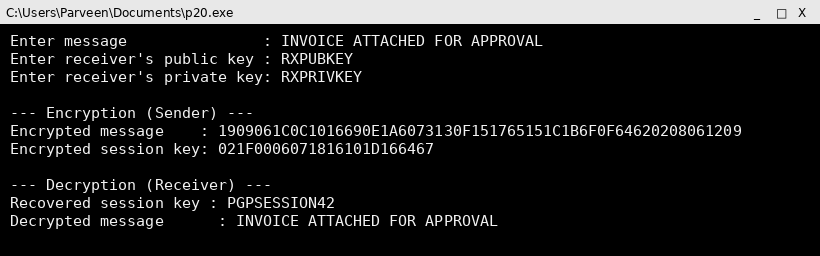 C:\Users\Parveen\Documents\p20.exe
Enter message               : INVOICE ATTACHED FOR APPROVAL
Enter receiver's public key : RXPUBKEY
Enter receiver's private key: RXPRIVKEY
--- Encryption (Sender) ---
Encrypted message    : 1909061C0C1016690E1A6073130F151765151C1B6F0F64620208061209
Encrypted session key: 021F0006071816101D166467
--- Decryption (Receiver) ---
Recovered session key : PGPSESSION42
Decrypted message      : INVOICE ATTACHED FOR APPROVAL